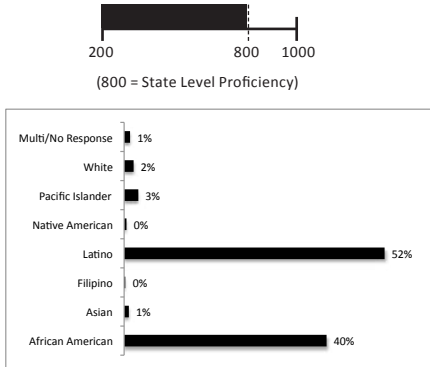 200 800 1000
(800 = State Level Proficiency)
Multi/No Response 1%
White 2%
Pacific Islander 3%
Native American 0%
Latino 52%
Filipino 0%
Asian 1%
African American 40%